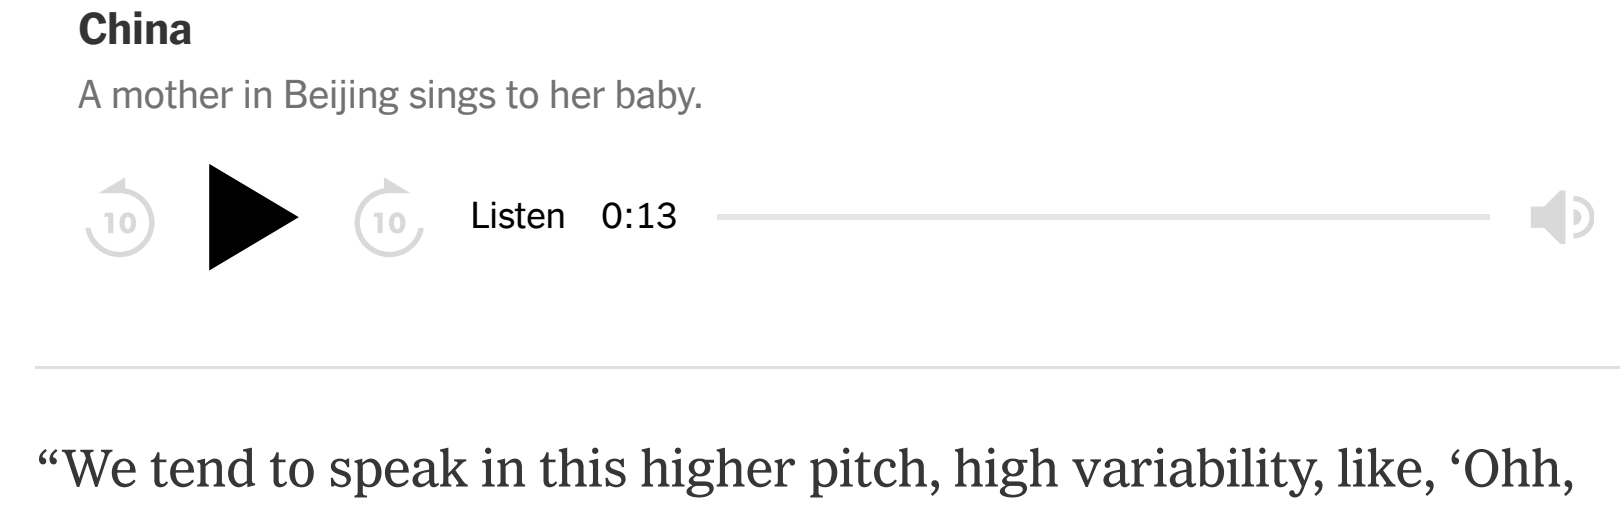 China
A mother in Beijing sings to her baby.
10
10
Listen 0:13
“We tend to speak in this higher pitch, high variability, like, ‘Ohh,